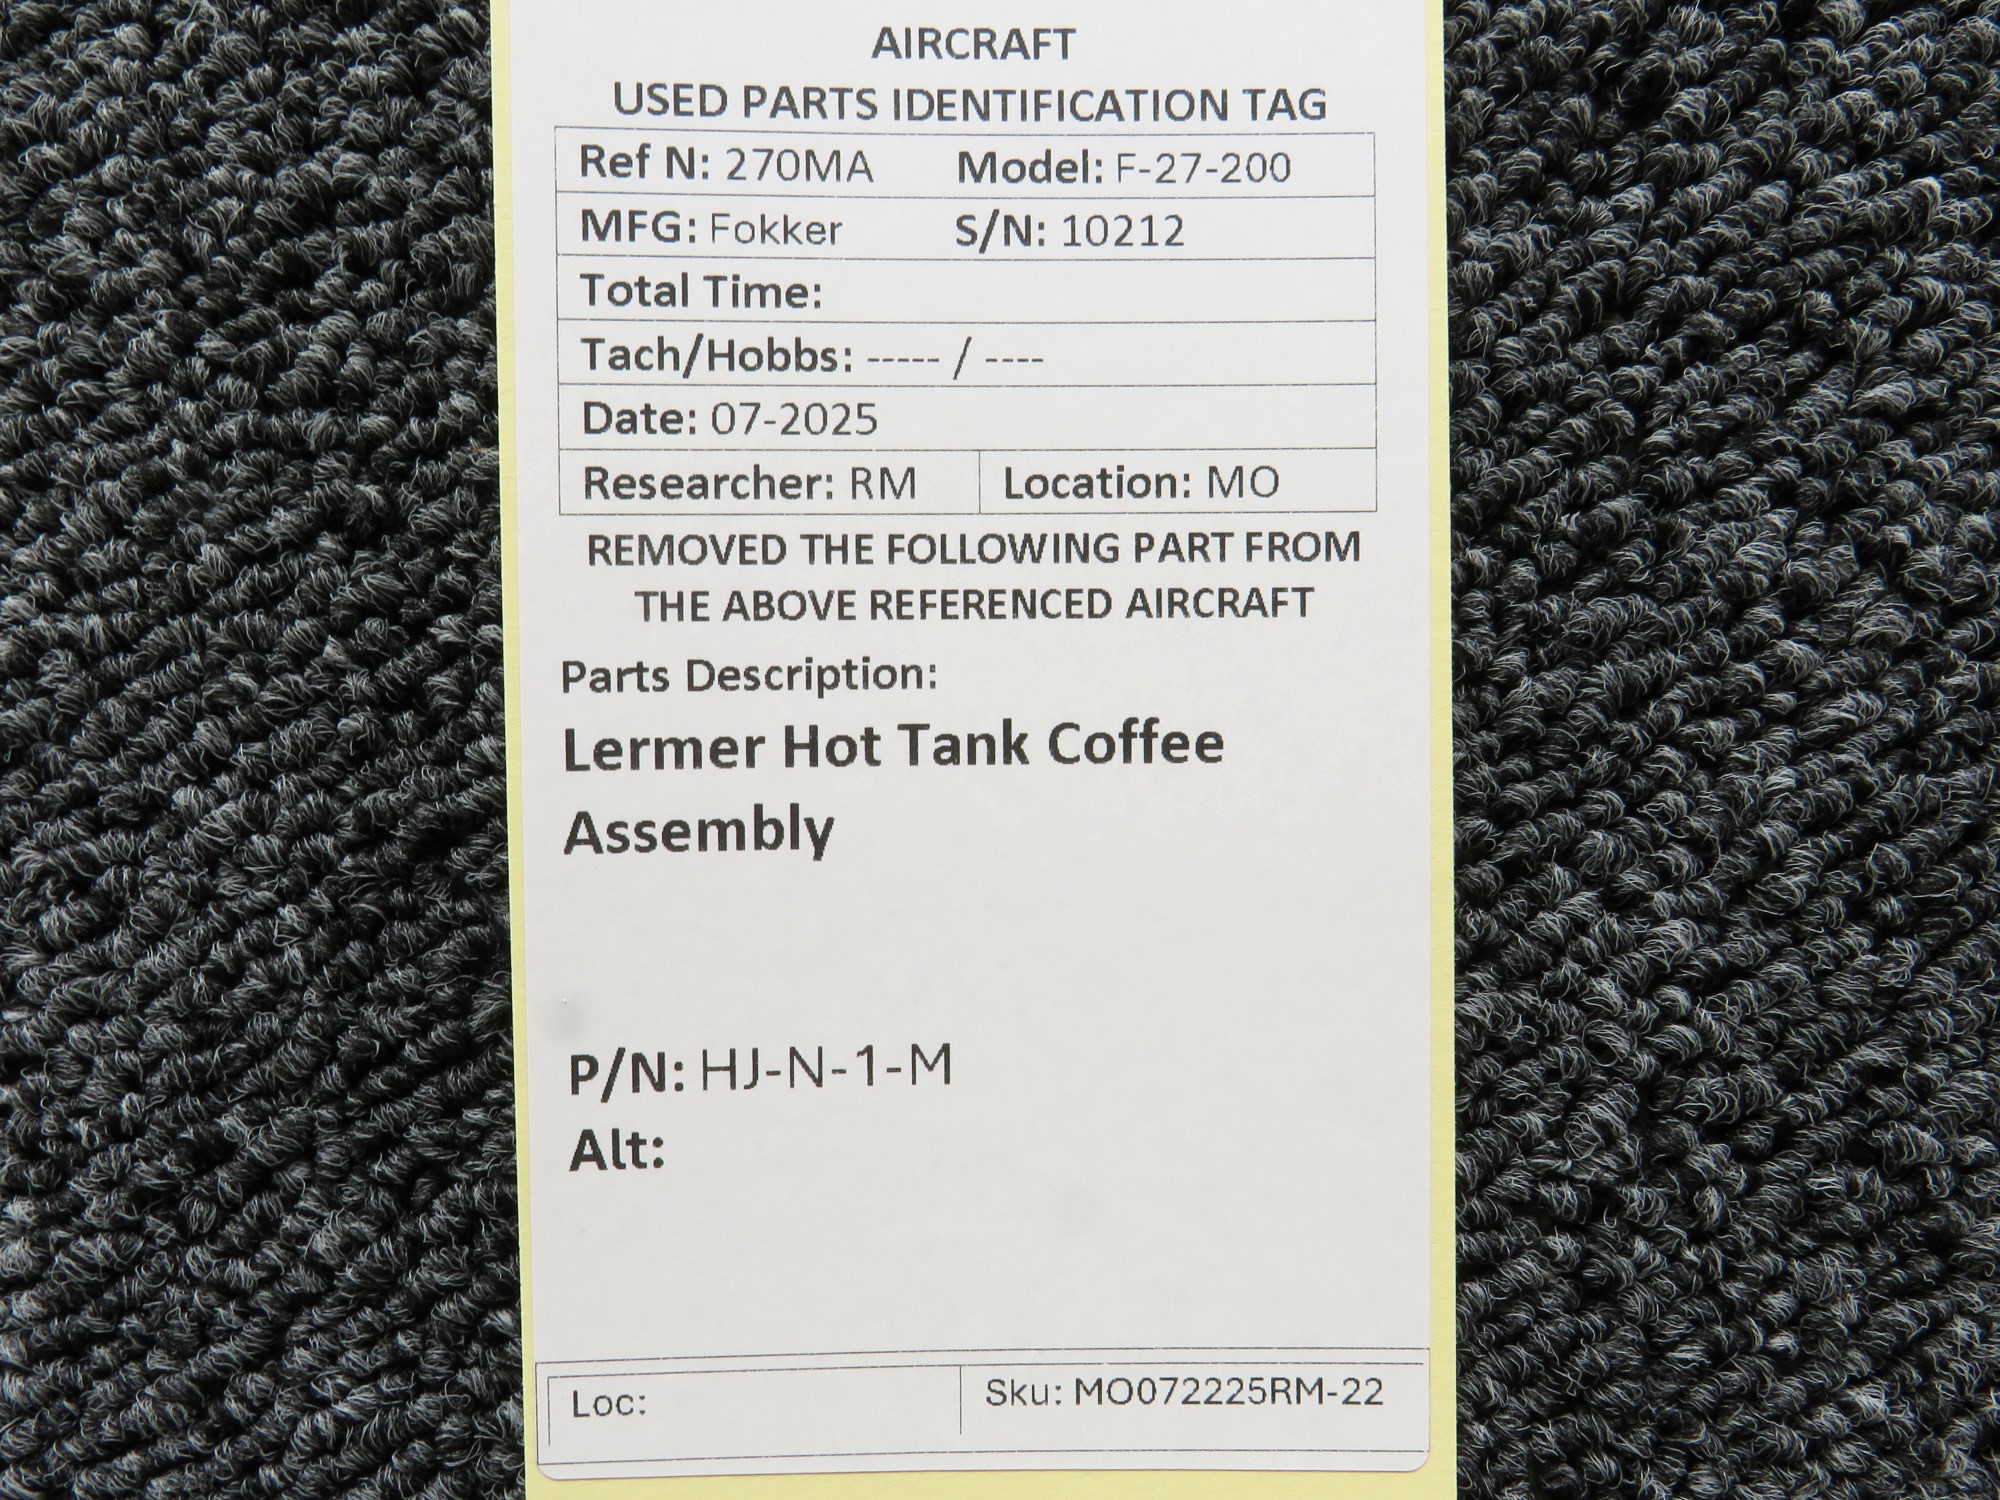 AIRCRAFT
USED PARTS IDENTIFICATION TAG
Ref N: 270MA Model: F-27-200
MFG: Fokker S/N: 10212
Total Time:
Tach/Hobbs: ----- / ----
Date: 07-2025
Researcher: RM Location: MO
REMOVED THE FOLLOWING PART FROM
THE ABOVE REFERENCED AIRCRAFT
Parts Description:
Lermer Hot Tank Coffee
Assembly
P/N: HJ-N-1-M
Alt:
Loc: Sku: MO072225RM-22